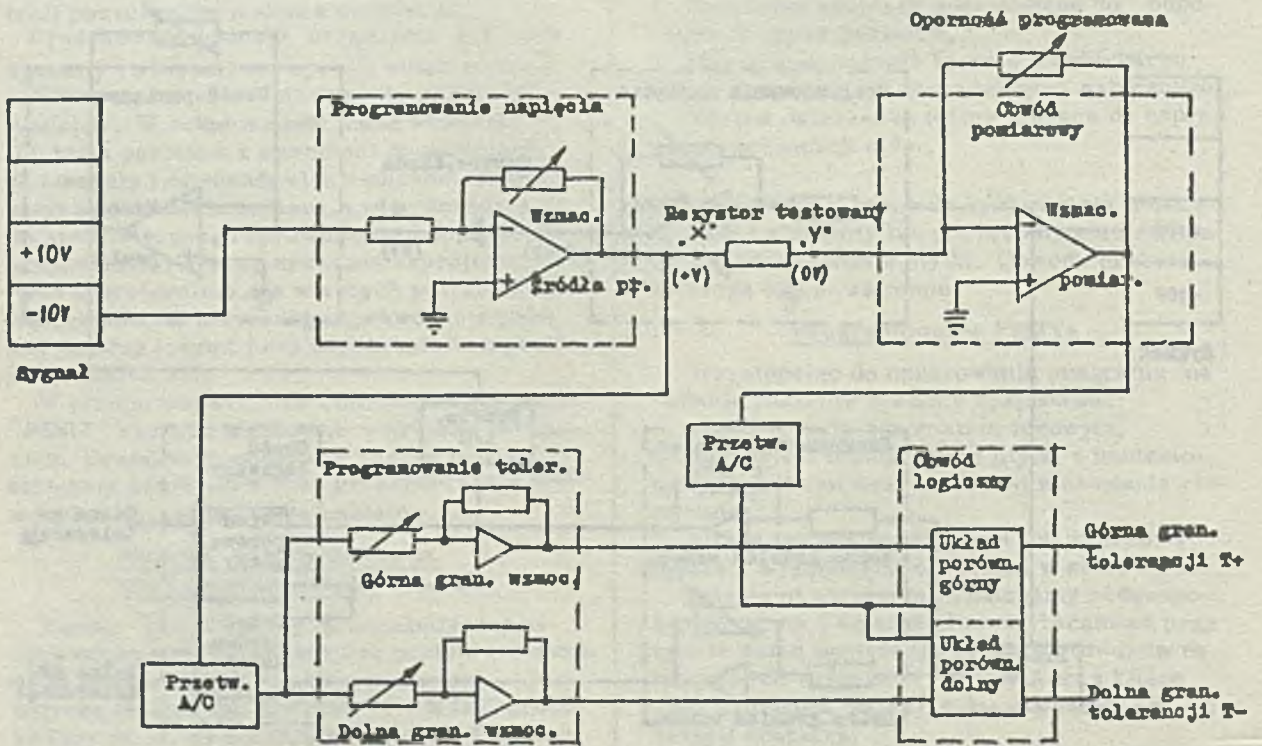 Oporność programowana
Programowanie napięcia
Obwód
pomiarowy
+10V
-10V
Sygnał
Wzmac.
źródła pr.
Rezystor testowany
"X"
"Y"
(+V)
(0V)
Wzmac.
pomiar.
Przetw.
A/C
Programowanie toler.
Górna gran. wzmoc.
Dolna gran. wzmoc.
Przetw.
A/C
Obwód
logiczny
Układ
porówn.
górny
Układ
porówn.
dolny
Górna gran.
tolerancji T+
Dolna gran.
tolerancji T-